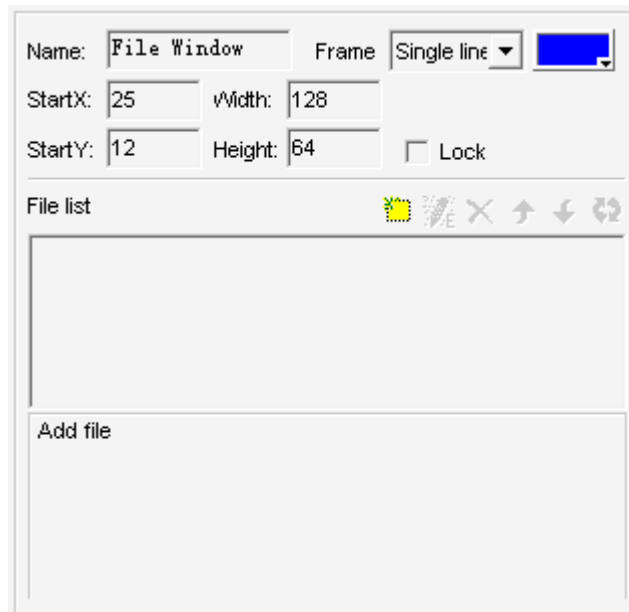 Name: File Window Frame Single line
StartX: 25 Width: 128
StartY: 12 Height: 64 Lock
File list
E
Add file